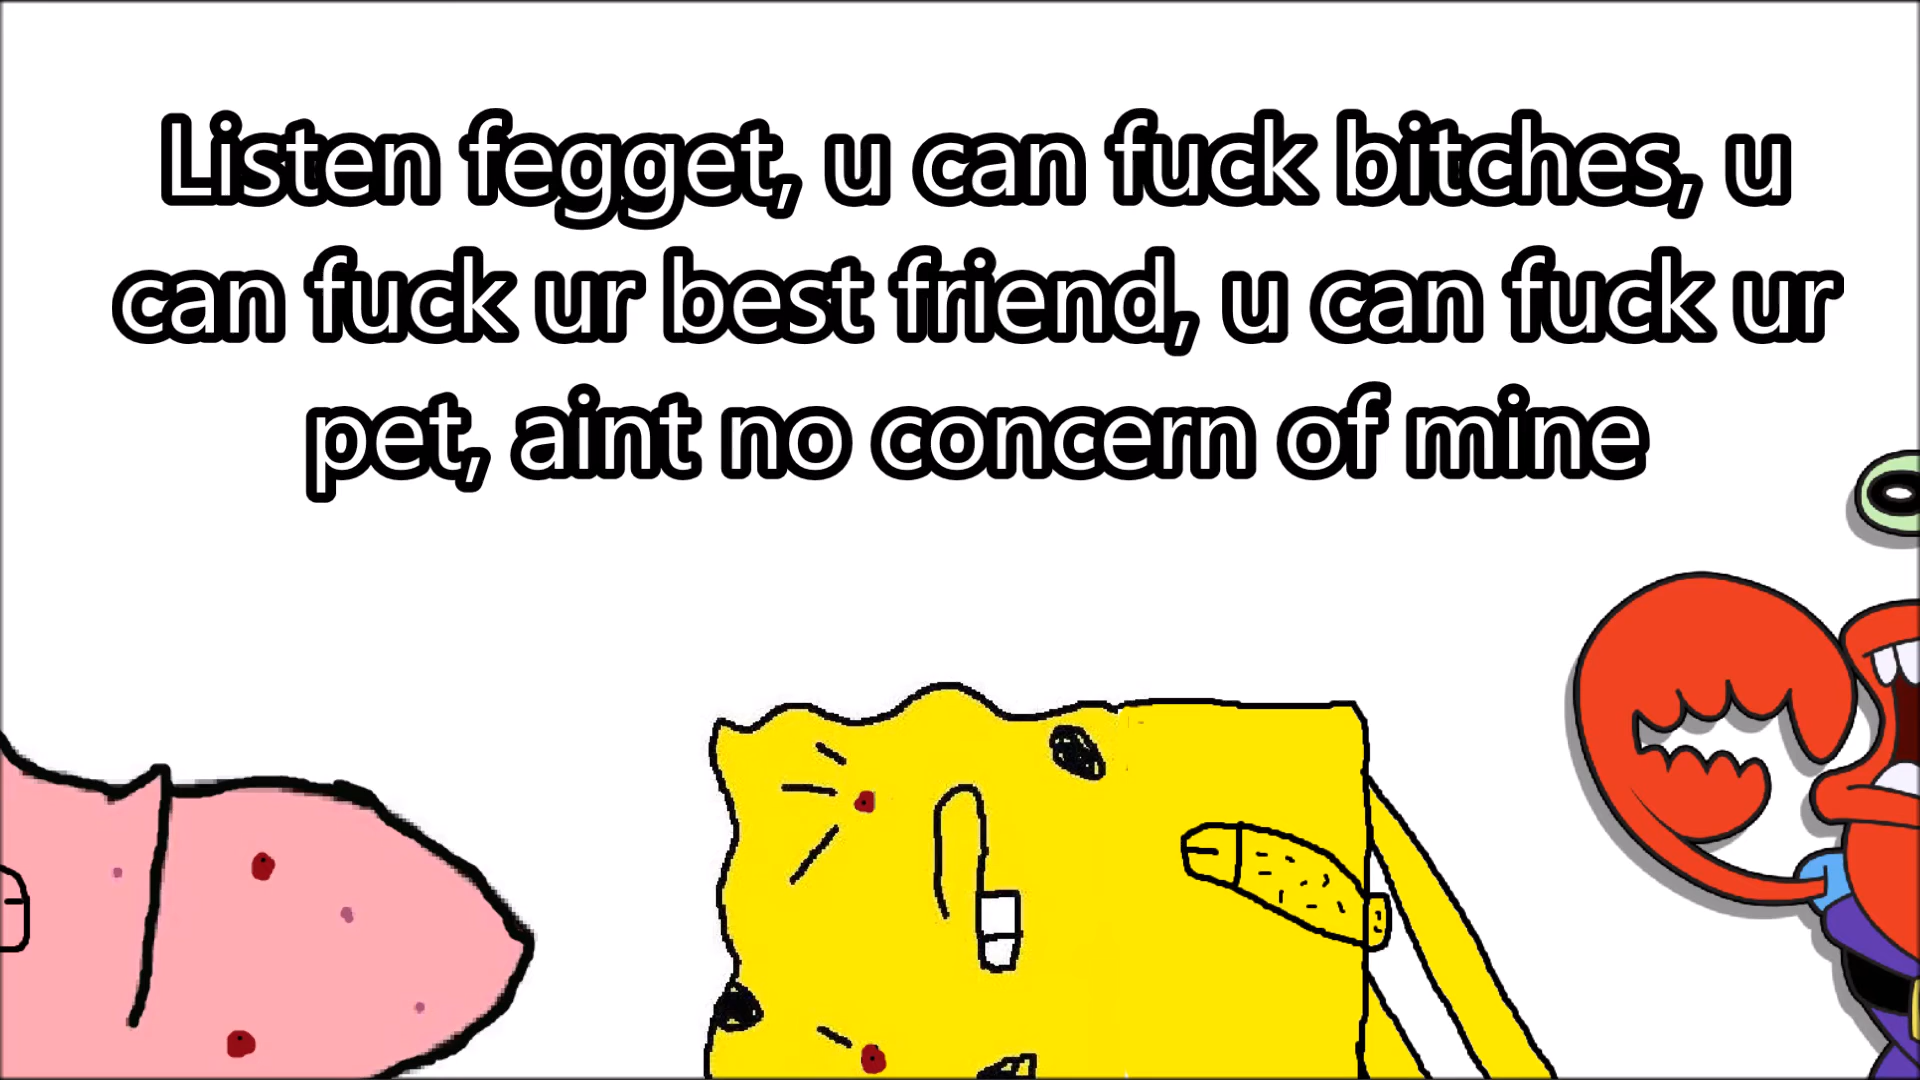 Listen fegget, u can fuck bitches, u
can fuck ur best friend, u can fuck ur
pet, aint no concern of mine